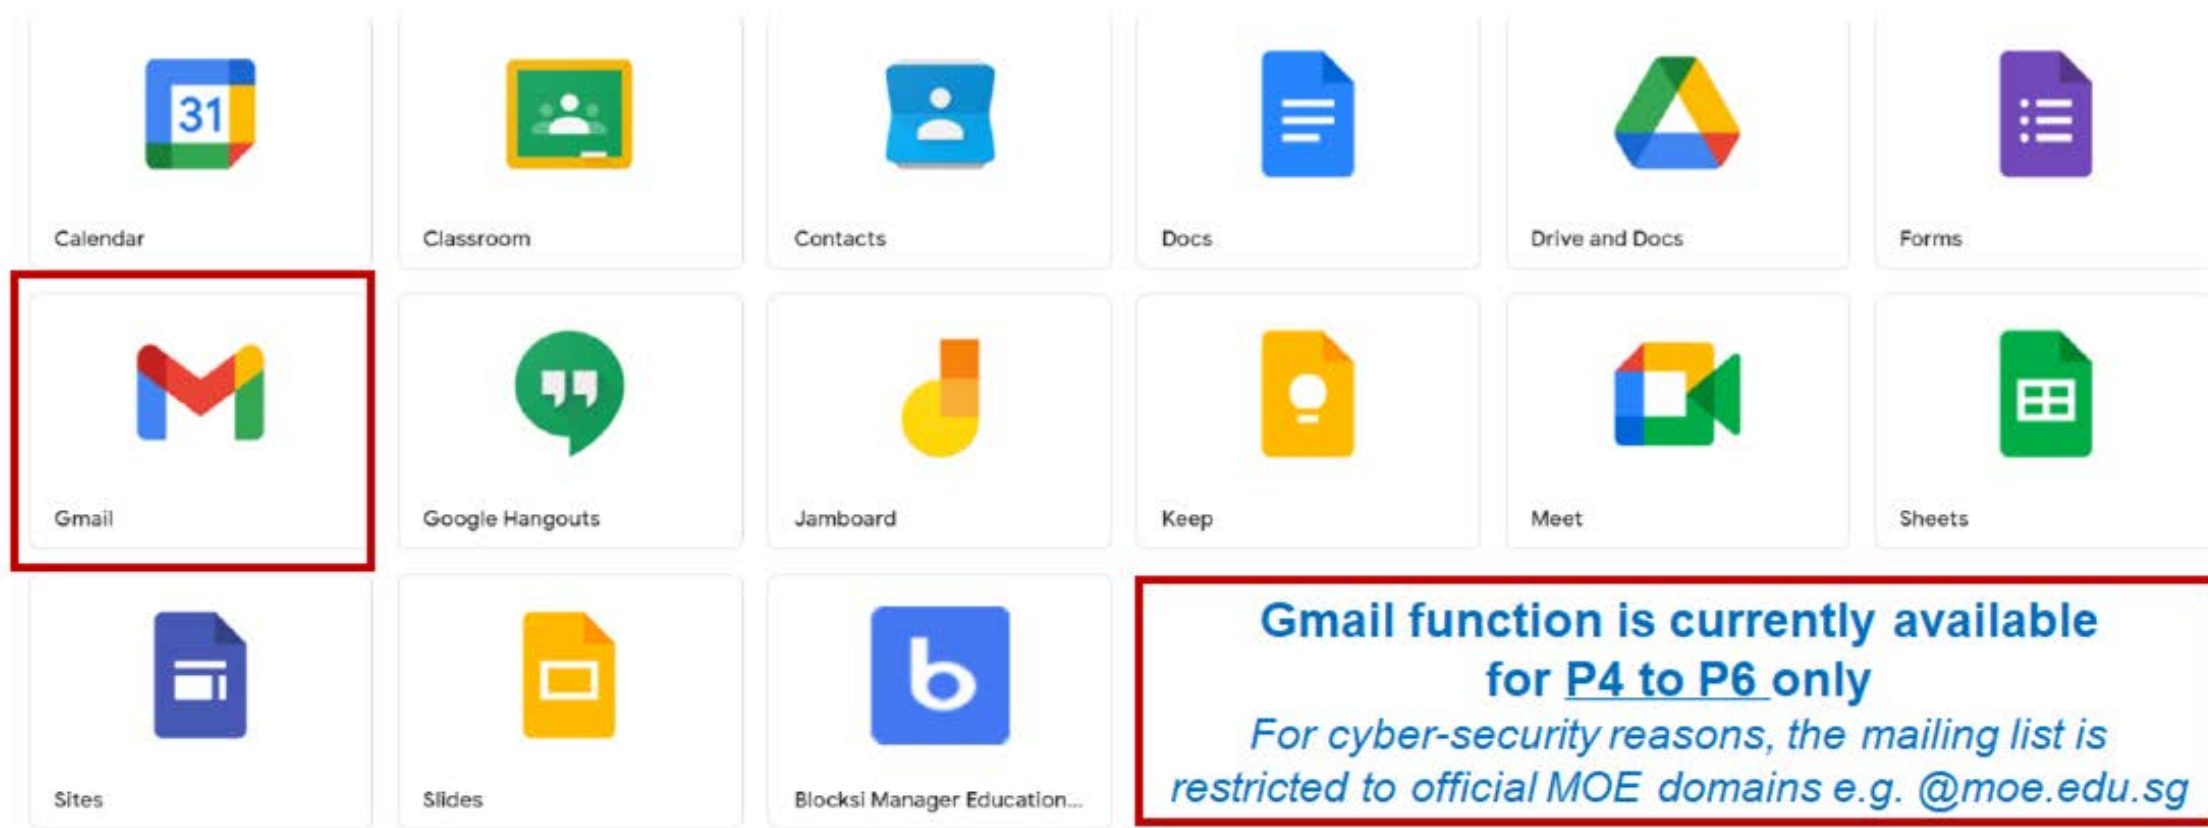 31
Calendar
Classroom
Contacts
Docs
Drive and Docs
Forms
Gmail
Google Hangouts
Jamboard
Keep
Meet
Sheets
Sites
Slides
Blocksi Manager Education...
Gmail function is currently available
for P4 to P6 only
For cyber-security reasons, the mailing list is
restricted to official MOE domains e.g. @moe.edu.sg